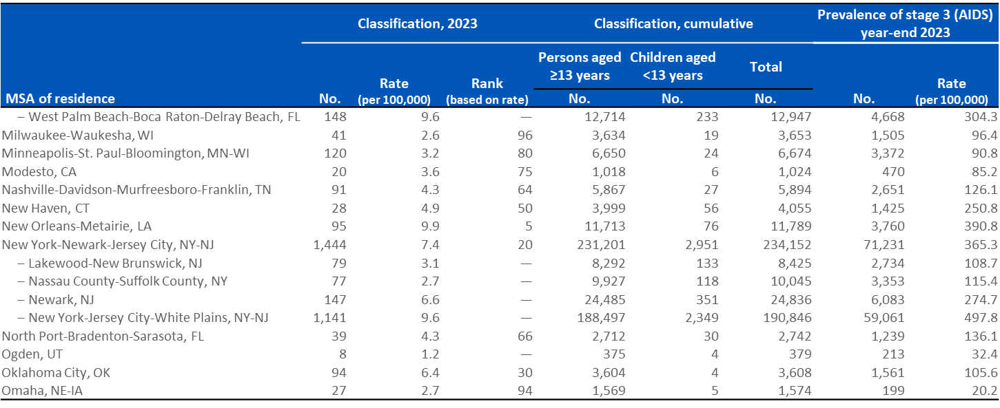 Classification, 2023 Classification, cumulative Prevalence of stage 3 (AIDS) year-end 2023
Persons aged ≥13 years Children aged <13 years Total
MSA of residence No. Rate (per 100,000) Rank (based on rate) No. No. No. No. Rate (per 100,000)
– West Palm Beach-Boca Raton-Delray Beach, FL 148 9.6 — 12,714 233 12,947 4,668 304.3
Milwaukee-Waukesha, WI 41 2.6 96 3,634 19 3,653 1,505 96.4
Minneapolis-St. Paul-Bloomington, MN-WI 120 3.2 80 6,650 24 6,674 3,372 90.8
Modesto, CA 20 3.6 75 1,018 6 1,024 470 85.2
Nashville-Davidson-Murfreesboro-Franklin, TN 91 4.3 64 5,867 27 5,894 2,651 126.1
New Haven, CT 28 4.9 50 3,999 56 4,055 1,425 250.8
New Orleans-Metairie, LA 95 9.9 5 11,713 76 11,789 3,760 390.8
New York-Newark-Jersey City, NY-NJ 1,444 7.4 20 231,201 2,951 234,152 71,231 365.3
– Lakewood-New Brunswick, NJ 79 3.1 — 8,292 133 8,425 2,734 108.7
– Nassau County-Suffolk County, NY 77 2.7 — 9,927 118 10,045 3,353 115.4
– Newark, NJ 147 6.6 — 24,485 351 24,836 6,083 274.7
– New York-Jersey City-White Plains, NY-NJ 1,141 9.6 — 188,497 2,349 190,846 59,061 497.8
North Port-Bradenton-Sarasota, FL 39 4.3 66 2,712 30 2,742 1,239 136.1
Ogden, UT 8 1.2 — 375 4 379 213 32.4
Oklahoma City, OK 94 6.4 30 3,604 4 3,608 1,561 105.6
Omaha, NE-IA 27 2.7 94 1,569 5 1,574 199 20.2